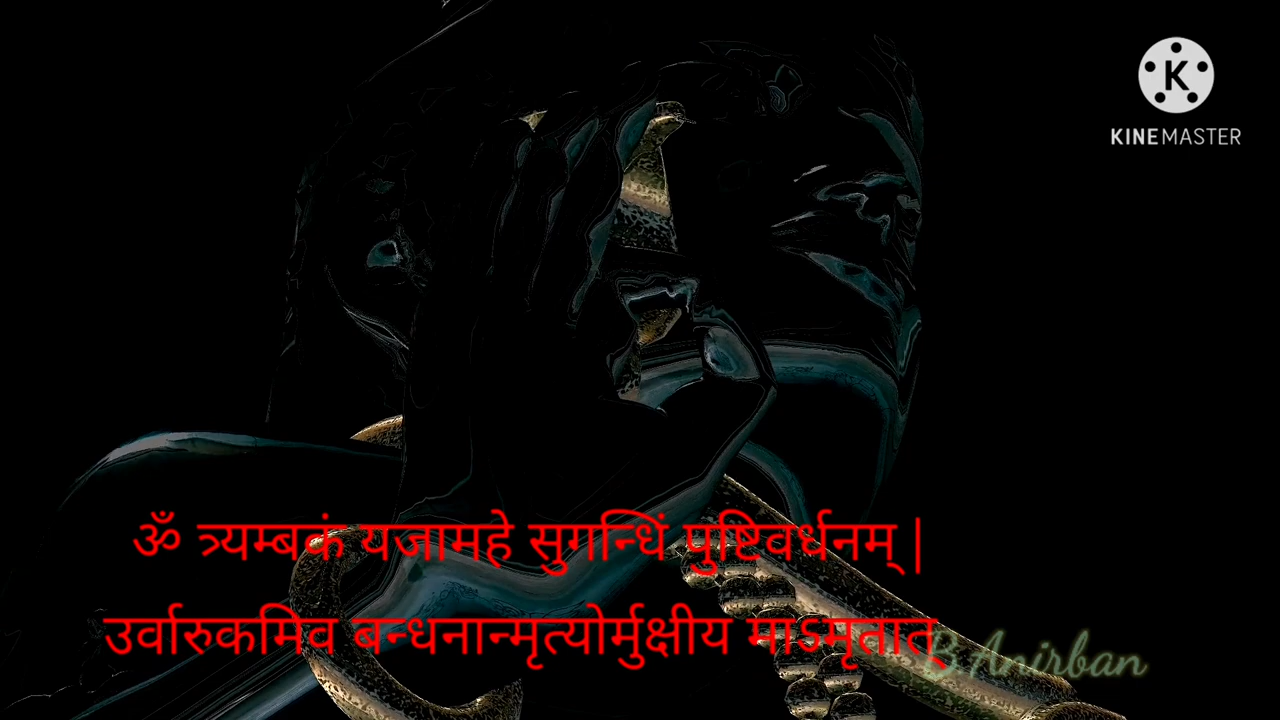 K
KINEMASTER
ॐ त्र्यम्बकं यजामहे सुगन्धिं पुष्टिवर्धनम् |
उर्वारुकमिव बन्धनान्मृत्योर्मुक्षीय माऽमृतात्
B Anirban